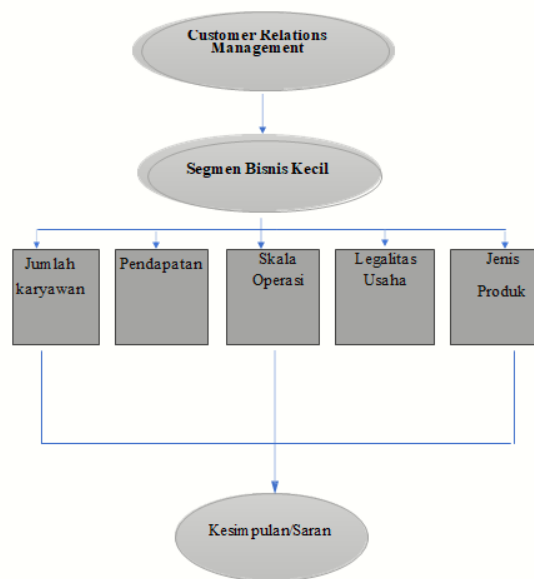 Customer Relations
Management
Segmen Bisnis Kecil
Jumlah
karyawan
Pendapatan
Skala
Operasi
Legalitas
Usaha
Jenis
Produk
Kesimpulan/Saran